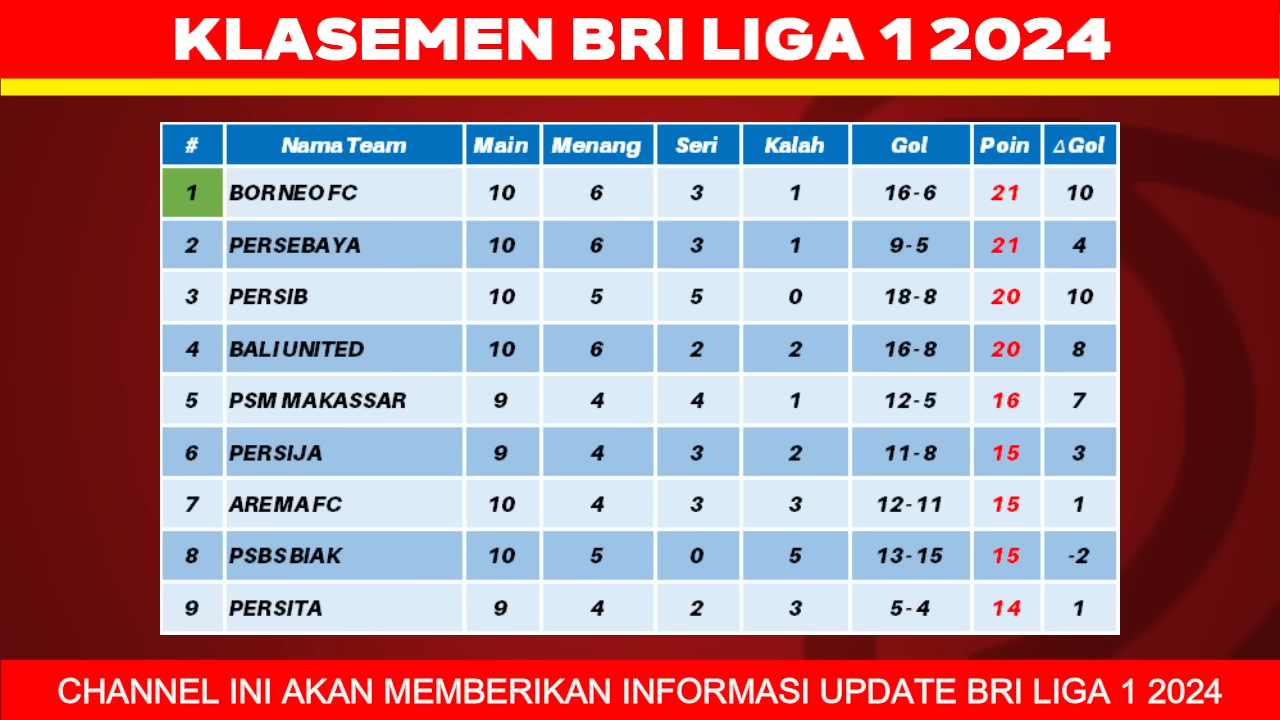 KLASEMEN BRI LIGA 1 2024
# Nama Team Main Menang Seri Kalah Gol Poin △Gol
1 BORNEO FC 10 6 3 1 16-6 21 10
2 PERSEBAYA 10 6 3 1 9-5 21 4
3 PERSIB 10 5 5 0 18-8 20 10
4 BALI UNITED 10 6 2 2 16-8 20 8
5 PSM MAKASSAR 9 4 4 1 12-5 16 7
6 PERSIJA 9 4 3 2 11-8 15 3
7 AREMA FC 10 4 3 3 12-11 15 1
8 PSBS BIAK 10 5 0 5 13-15 15 -2
9 PERSITA 9 4 2 3 5-4 14 1
CHANNEL INI AKAN MEMBERIKAN INFORMASI UPDATE BRI LIGA 1 2024